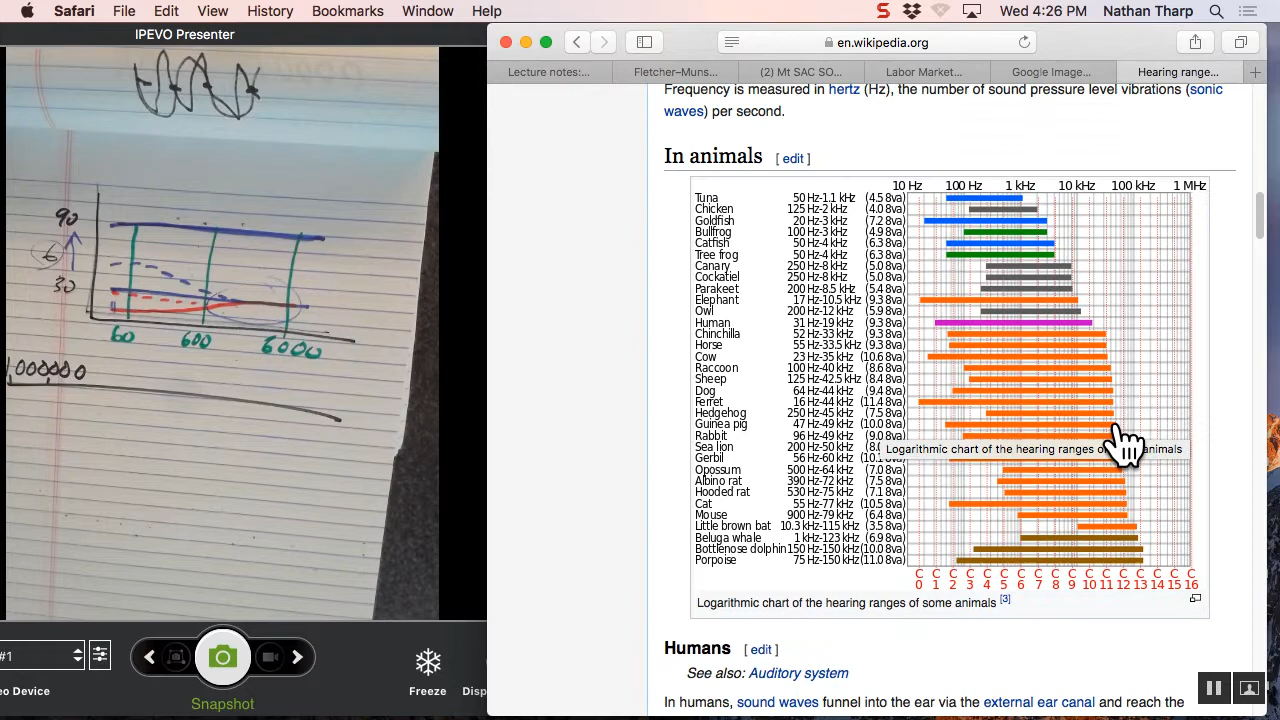 Safari File Edit View History Bookmarks Window Help
Wed 4:26 PM Nathan Tharp
IPEVO Presenter
en.wikipedia.org
Lecture notes:...
Fletcher–Muns...
(2) Mt SAC SO...
Labor Market...
Google Image...
Hearing range...
90
6
30
60 600 6000
1000000
#1
eo Device
Snapshot
Freeze
Disp
Frequency is measured in hertz (Hz), the number of sound pressure level vibrations (sonic
waves) per second.
In animals [ edit ]
10 Hz 100 Hz 1 kHz 10 kHz 100 kHz 1 MHz
Tuna 50 Hz-1.1 kHz (4.5 8va)
Chicken 125 Hz-2 kHz (4.0 8va)
Goldfish 20 Hz-3 kHz (7.2 8va)
Bullfrog 100 Hz-3 kHz (4.9 8va)
Catfish 50 Hz-4 kHz (6.3 8va)
Tree frog 50 Hz-4 kHz (6.3 8va)
Canary 250 Hz-8 kHz (5.0 8va)
Cockatiel 250 Hz-8 kHz (5.0 8va)
Parakeet 200 Hz-8.5 kHz (5.4 8va)
Elephant 17 Hz-10.5 kHz (9.3 8va)
Owl 200 Hz-12 kHz (5.9 8va)
Human 31 Hz-19 kHz (9.3 8va)
Chinchilla 52 Hz-33 kHz (9.3 8va)
Horse 55 Hz-33.5 kHz (9.3 8va)
Cow 23 Hz-35 kHz (10.6 8va)
Raccoon 100 Hz-40 kHz (8.6 8va)
Sheep 125 Hz-42.5 kHz (8.4 8va)
Dog 64 Hz-44 kHz (9.4 8va)
Ferret 16 Hz-44 kHz (11.4 8va)
Hedgehog 250 Hz-45 kHz (7.5 8va)
Guinea pig 47 Hz-49 kHz (10.0 8va)
Rabbit 96 Hz-49 kHz (9.0 8va)
Sea lion 200 Hz-50 kHz (8.
Logarithmic chart of the hearing ranges o animals
Gerbil 56 Hz-60 kHz (10.
Opossum 500 Hz-64 kHz (7.0 8va)
Albino rat 390 Hz-72 kHz (7.5 8va)
Hooded rat 530 Hz-75 kHz (7.1 8va)
Cat 55 Hz-77 kHz (10.5 8va)
Mouse 900 Hz-79 kHz (6.4 8va)
Little brown bat 10.3 kHz-115 kHz (3.5 8va)
Beluga whale 1 kHz-123 kHz (6.9 8va)
Bottlenose dolphin 150 Hz-150 kHz (10.0 8va)
Porpoise 75 Hz-150 kHz (11.0 8va)
C C C C C C C C C C C C C C C C C
0 1 2 3 4 5 6 7 8 9 10 11 12 13 14 15 16
Logarithmic chart of the hearing ranges of some animals [3]
Humans [ edit ]
See also: Auditory system
In humans, sound waves funnel into the ear via the external ear canal and reach the